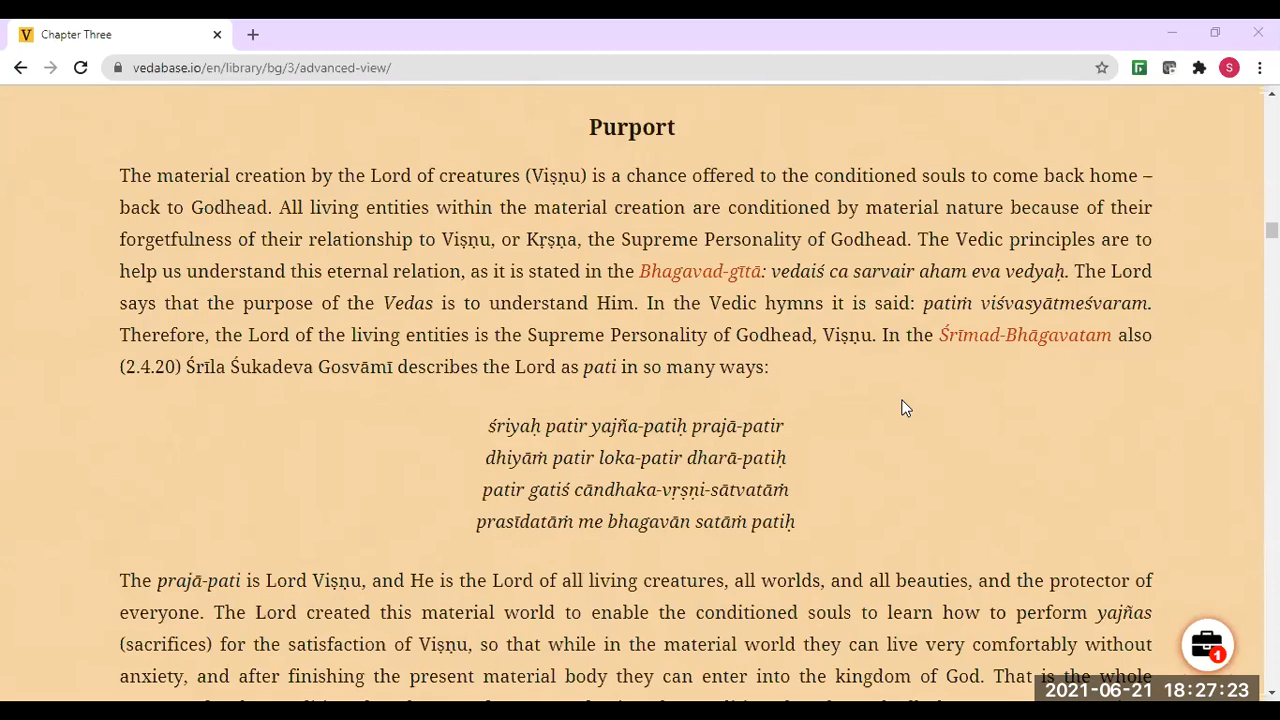 Chapter Three
vedabase.io/en/library/bg/3/advanced-view/
S
Purport
The material creation by the Lord of creatures (Viṣṇu) is a chance offered to the conditioned souls to come back home –
back to Godhead. All living entities within the material creation are conditioned by material nature because of their
forgetfulness of their relationship to Viṣṇu, or Kṛṣṇa, the Supreme Personality of Godhead. The Vedic principles are to
help us understand this eternal relation, as it is stated in the Bhagavad-gītā: vedaiś ca sarvair aham eva vedyaḥ. The Lord
says that the purpose of the Vedas is to understand Him. In the Vedic hymns it is said: patiṁ viśvasyātmeśvaram.
Therefore, the Lord of the living entities is the Supreme Personality of Godhead, Viṣṇu. In the Śrīmad-Bhāgavatam also
(2.4.20) Śrīla Śukadeva Gosvāmī describes the Lord as pati in so many ways:
śriyaḥ patir yajña-patiḥ prajā-patir
dhiyāṁ patir loka-patir dharā-patiḥ
patir gatiś cāndhaka-vṛṣṇi-sātvatāṁ
prasīdatāṁ me bhagavān satāṁ patiḥ
The prajā-pati is Lord Viṣṇu, and He is the Lord of all living creatures, all worlds, and all beauties, and the protector of
everyone. The Lord created this material world to enable the conditioned souls to learn how to perform yajñas
(sacrifices) for the satisfaction of Viṣṇu, so that while in the material world they can live very comfortably without
anxiety, and after finishing the present material body they can enter into the kingdom of God. That is the whole
1
2021-06-21 18:27:23